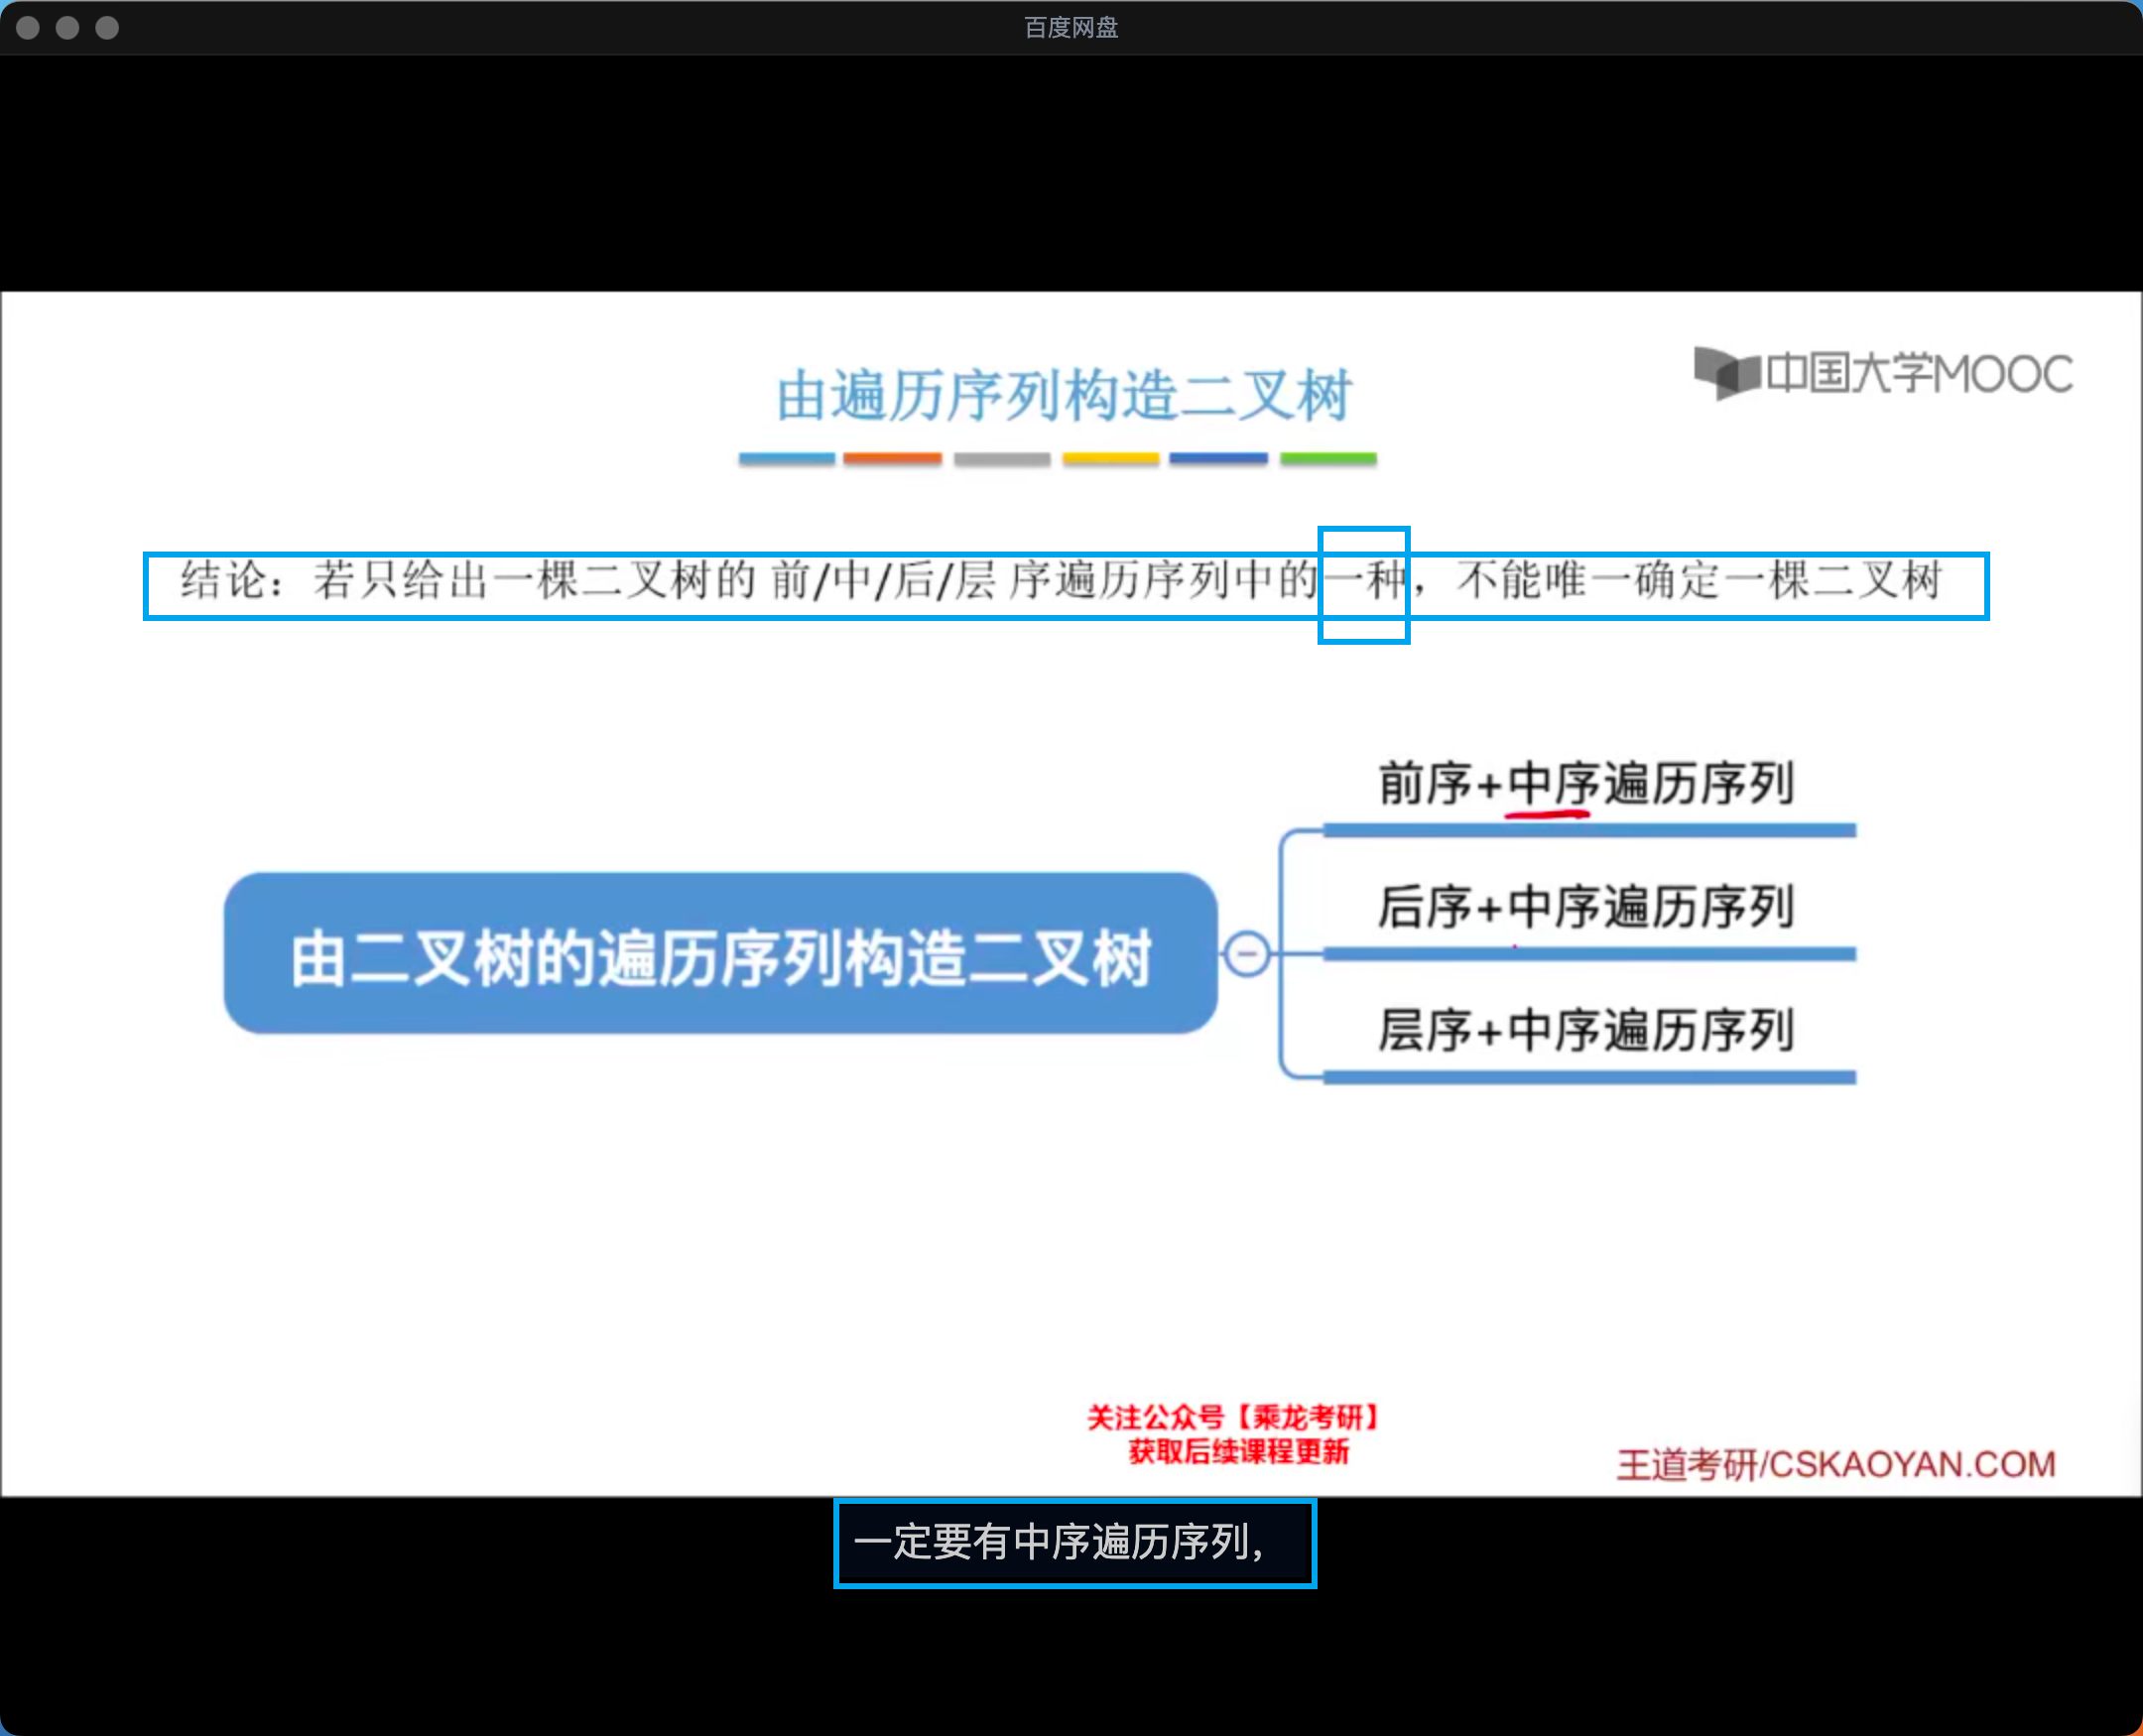 百度网盘
由遍历序列构造二叉树
中国大学MOOC
结论：若只给出一棵二叉树的 前/中/后/层 序遍历序列中的一种，不能唯一确定一棵二叉树
前序+中序遍历序列
后序+中序遍历序列
由二叉树的遍历序列构造二叉树
层序+中序遍历序列
关注公众号【乘龙考研】
获取后续课程更新
王道考研/CSKAOYAN.COM
一定要有中序遍历序列,